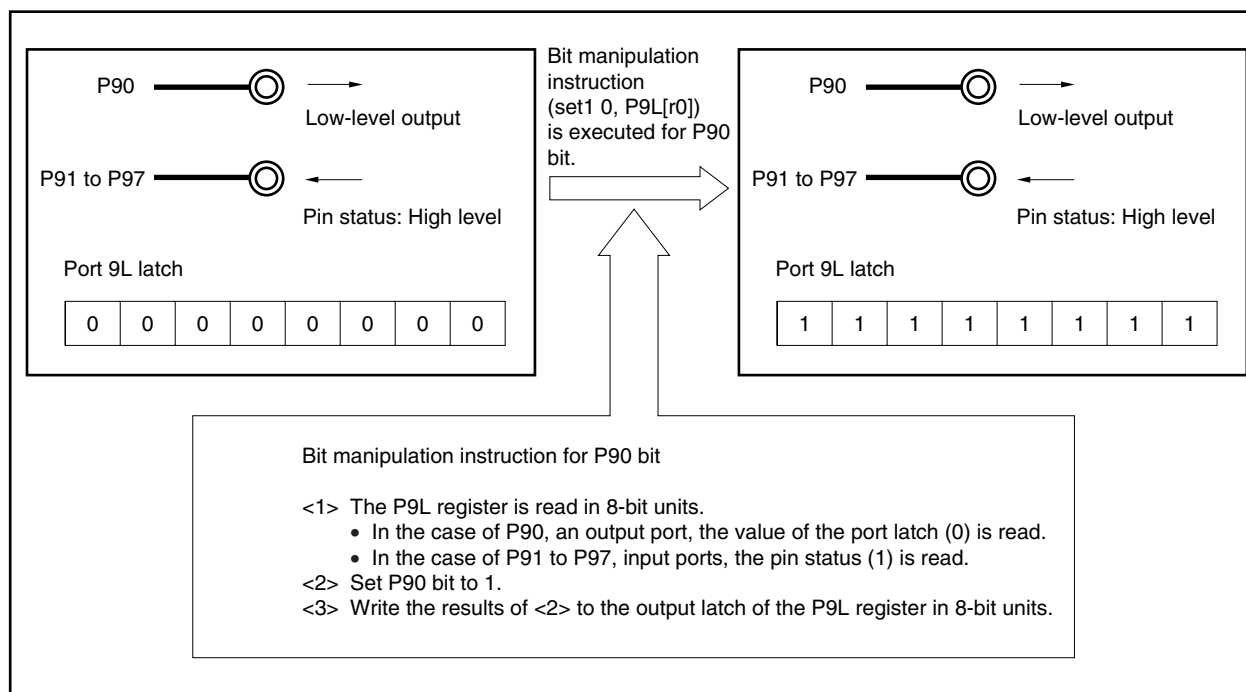 P90
Low-level output
P91 to P97
Pin status: High level
Port 9L latch
0 0 0 0 0 0 0 0
Bit manipulation
instruction
(set1 0, P9L[r0])
is executed for P90
bit.
P90
Low-level output
P91 to P97
Pin status: High level
Port 9L latch
1 1 1 1 1 1 1 1
Bit manipulation instruction for P90 bit
<1> The P9L register is read in 8-bit units.
• In the case of P90, an output port, the value of the port latch (0) is read.
• In the case of P91 to P97, input ports, the pin status (1) is read.
<2> Set P90 bit to 1.
<3> Write the results of <2> to the output latch of the P9L register in 8-bit units.